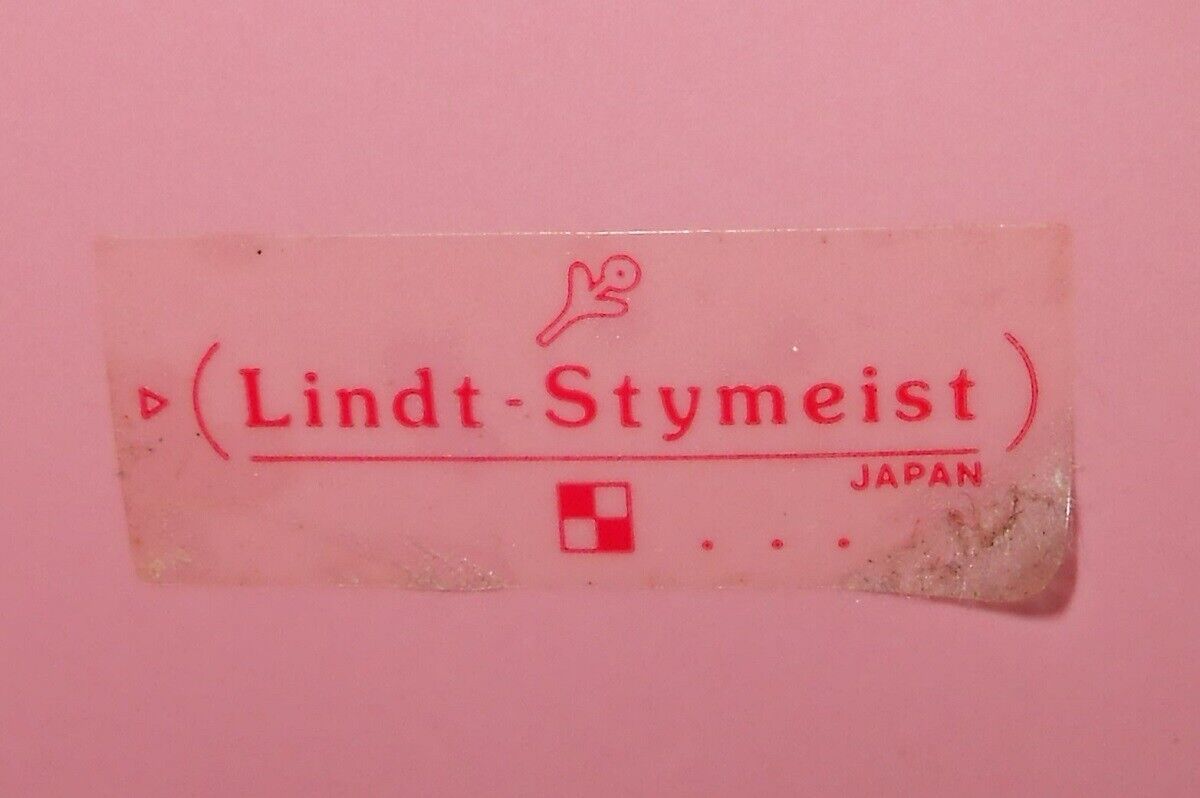 (Lindt-Stymeist)
JAPAN
. . .